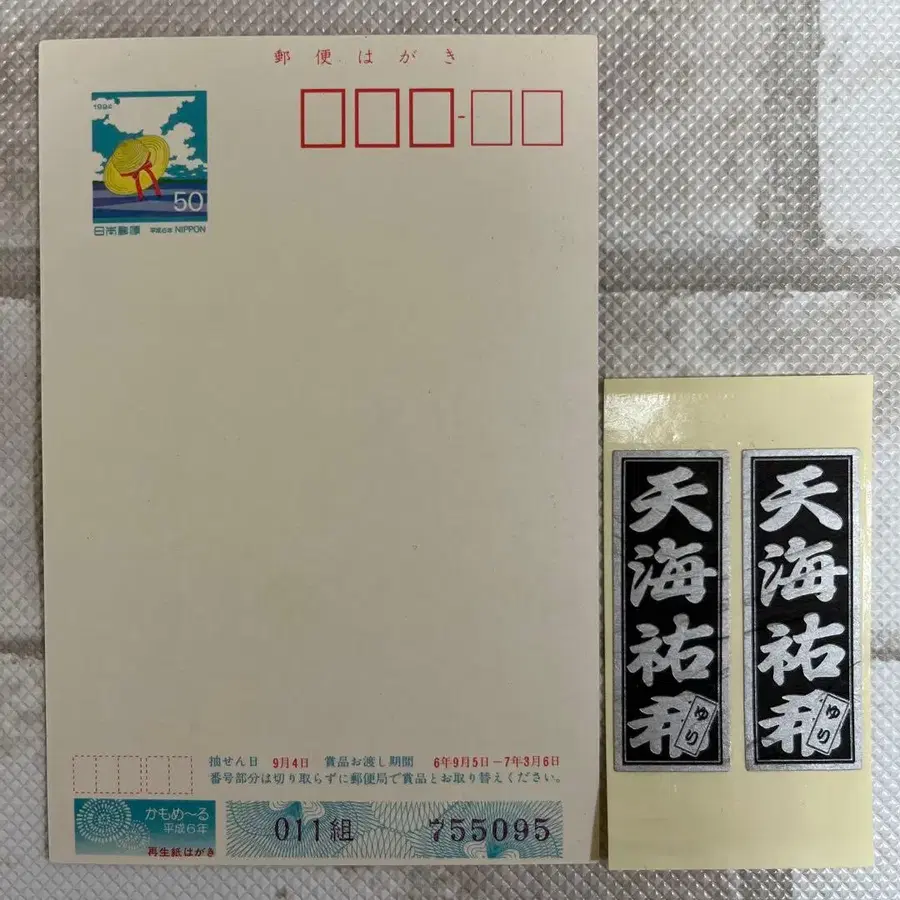 郵便はがき
1994
50
日本郵便 平成6年 NIPPON
抽せん日 9月4日 賞品お渡し期間 6年9月5日-7年3月6日
番号部分は切り取らずに郵便局で賞品とお取り替えください。
かもめ〜る
平成6年
再生紙はがき
011組 755095
天海祐利
ゆり
天海祐利
ゆり